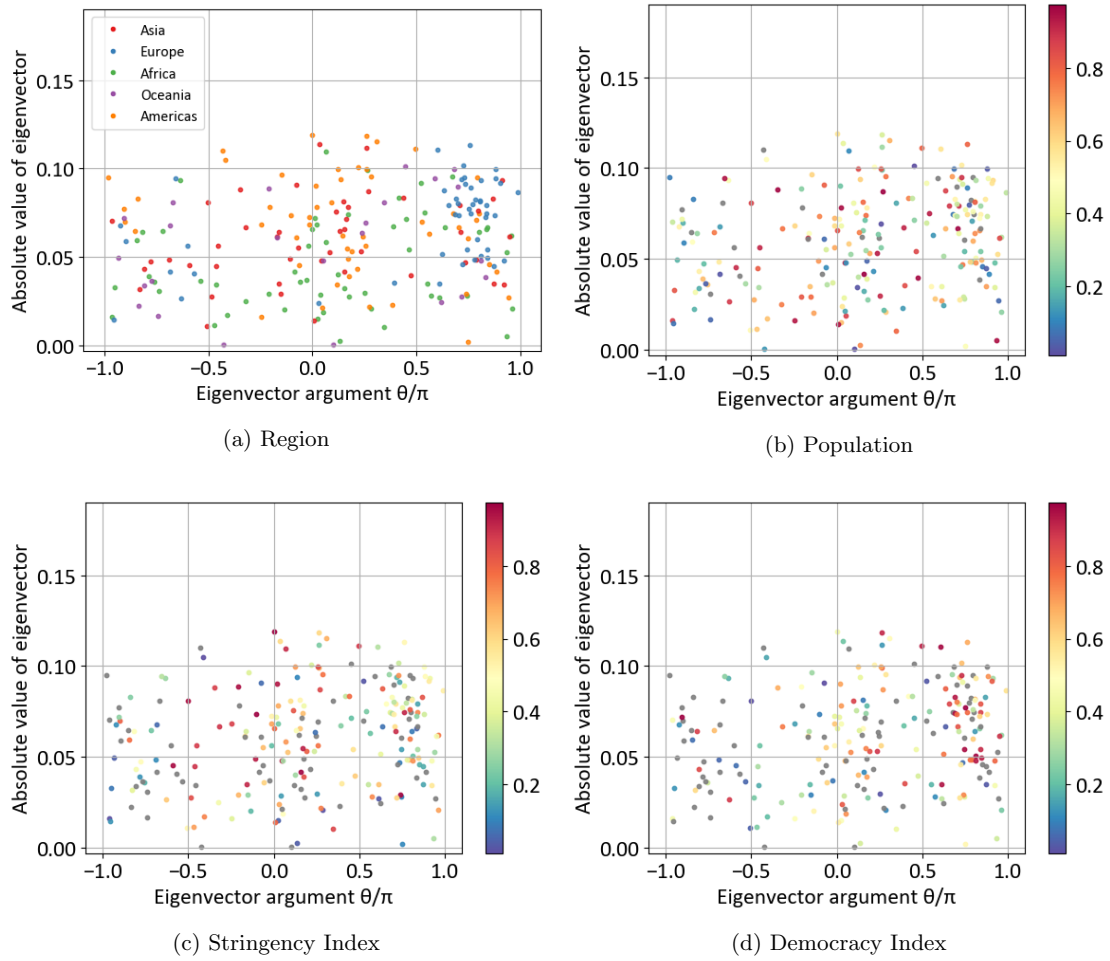 Absolute value of eigenvector
0.15
0.10
0.05
0.00
Asia
Europe
Africa
Oceania
Americas
−1.0 −0.5 0.0 0.5 1.0
Eigenvector argument θ/π
(a) Region
Absolute value of eigenvector
0.15
0.10
0.05
0.00
−1.0 −0.5 0.0 0.5 1.0
Eigenvector argument θ/π
0.8
0.6
0.4
0.2
(b) Population
Absolute value of eigenvector
0.15
0.10
0.05
0.00
−1.0 −0.5 0.0 0.5 1.0
Eigenvector argument θ/π
0.8
0.6
0.4
0.2
(c) Stringency Index
Absolute value of eigenvector
0.15
0.10
0.05
0.00
−1.0 −0.5 0.0 0.5 1.0
Eigenvector argument θ/π
0.8
0.6
0.4
0.2
(d) Democracy Index